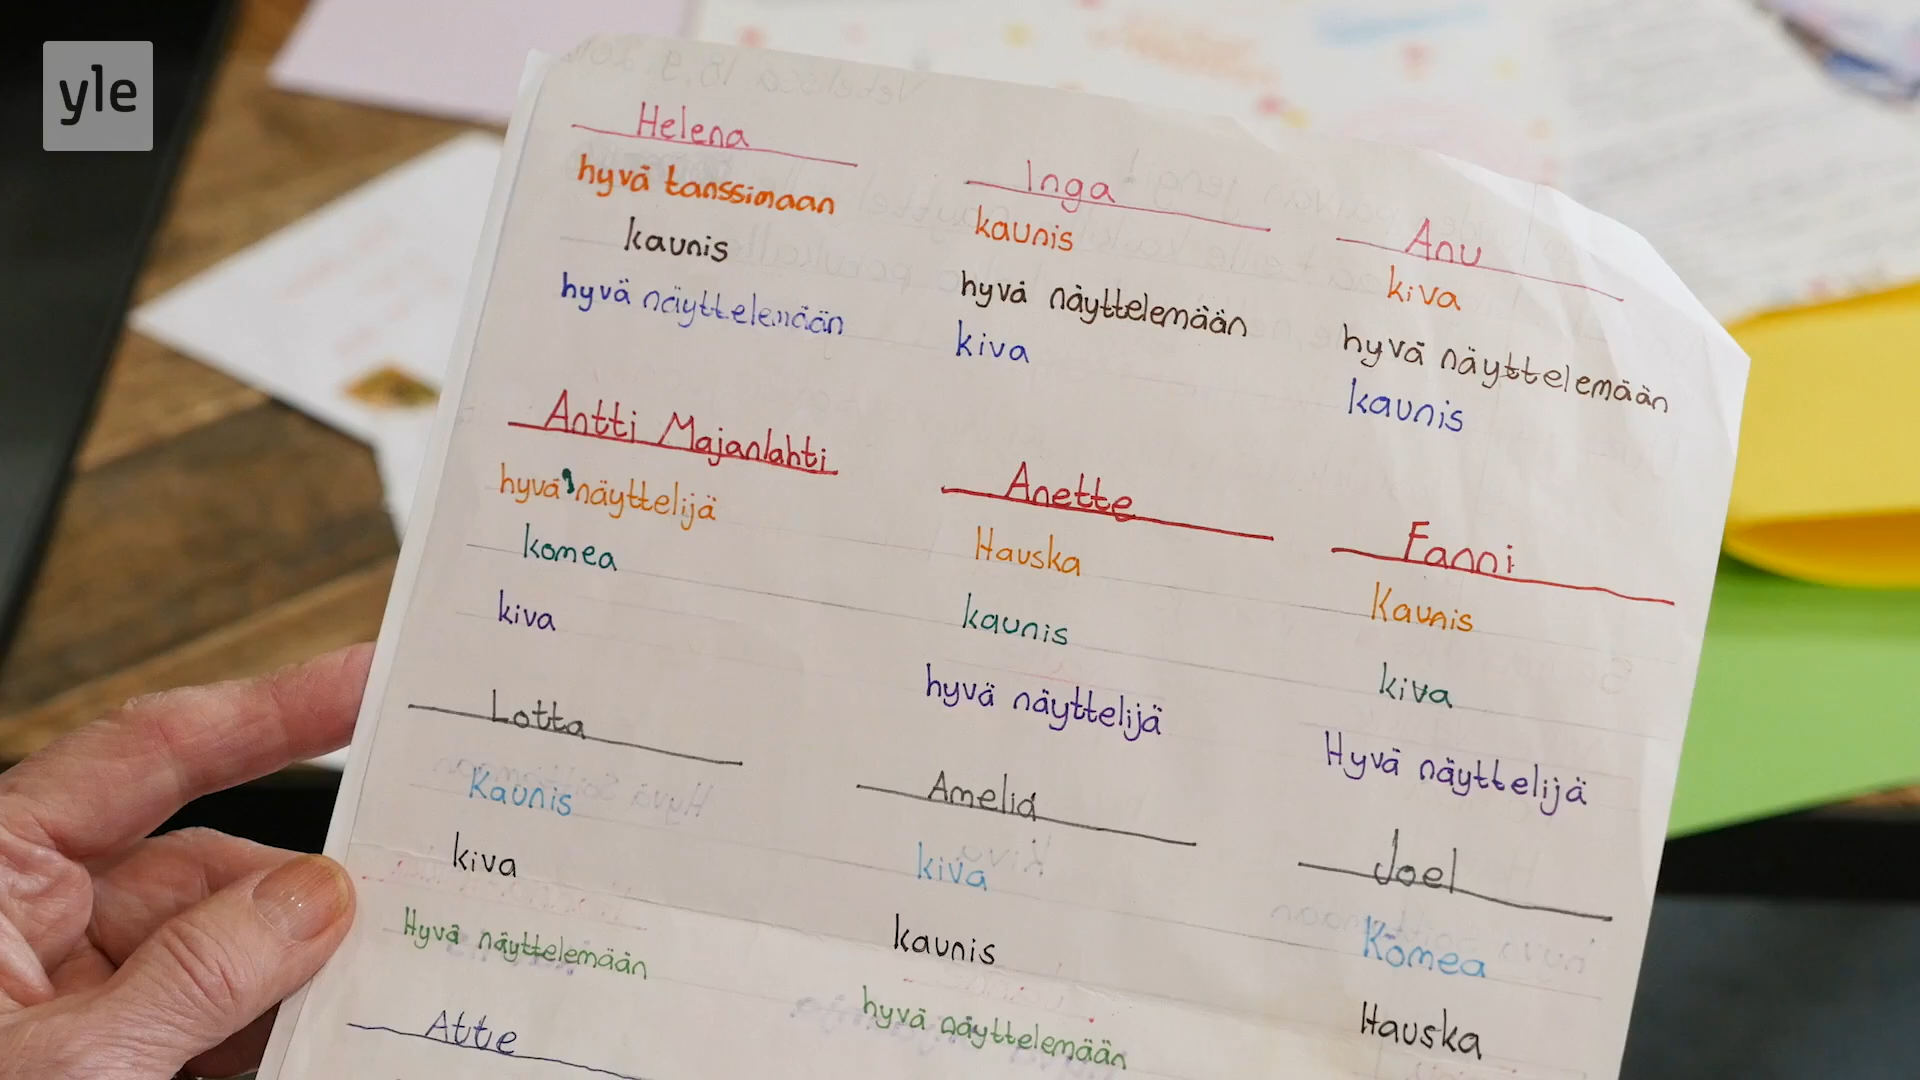 yle
Helena
hyvä tanssimaan
kaunis
hyvä näyttelemään
Inga
kaunis
hyvä näyttelemään
kiva
Anu
kiva
hyvä näyttelemään
kaunis
Antti Majanlahti
hyvä näyttelijä
komea
kiva
Anette
Hauska
kaunis
hyvä näyttelijä
Fanni
Kaunis
kiva
Hyvä näyttelijä
Lotta
Kaunis
kiva
Hyvä näyttelemään
Amelia
kiva
kaunis
hyvä näyttelemään
Joel
Komea
Hauska
Atte